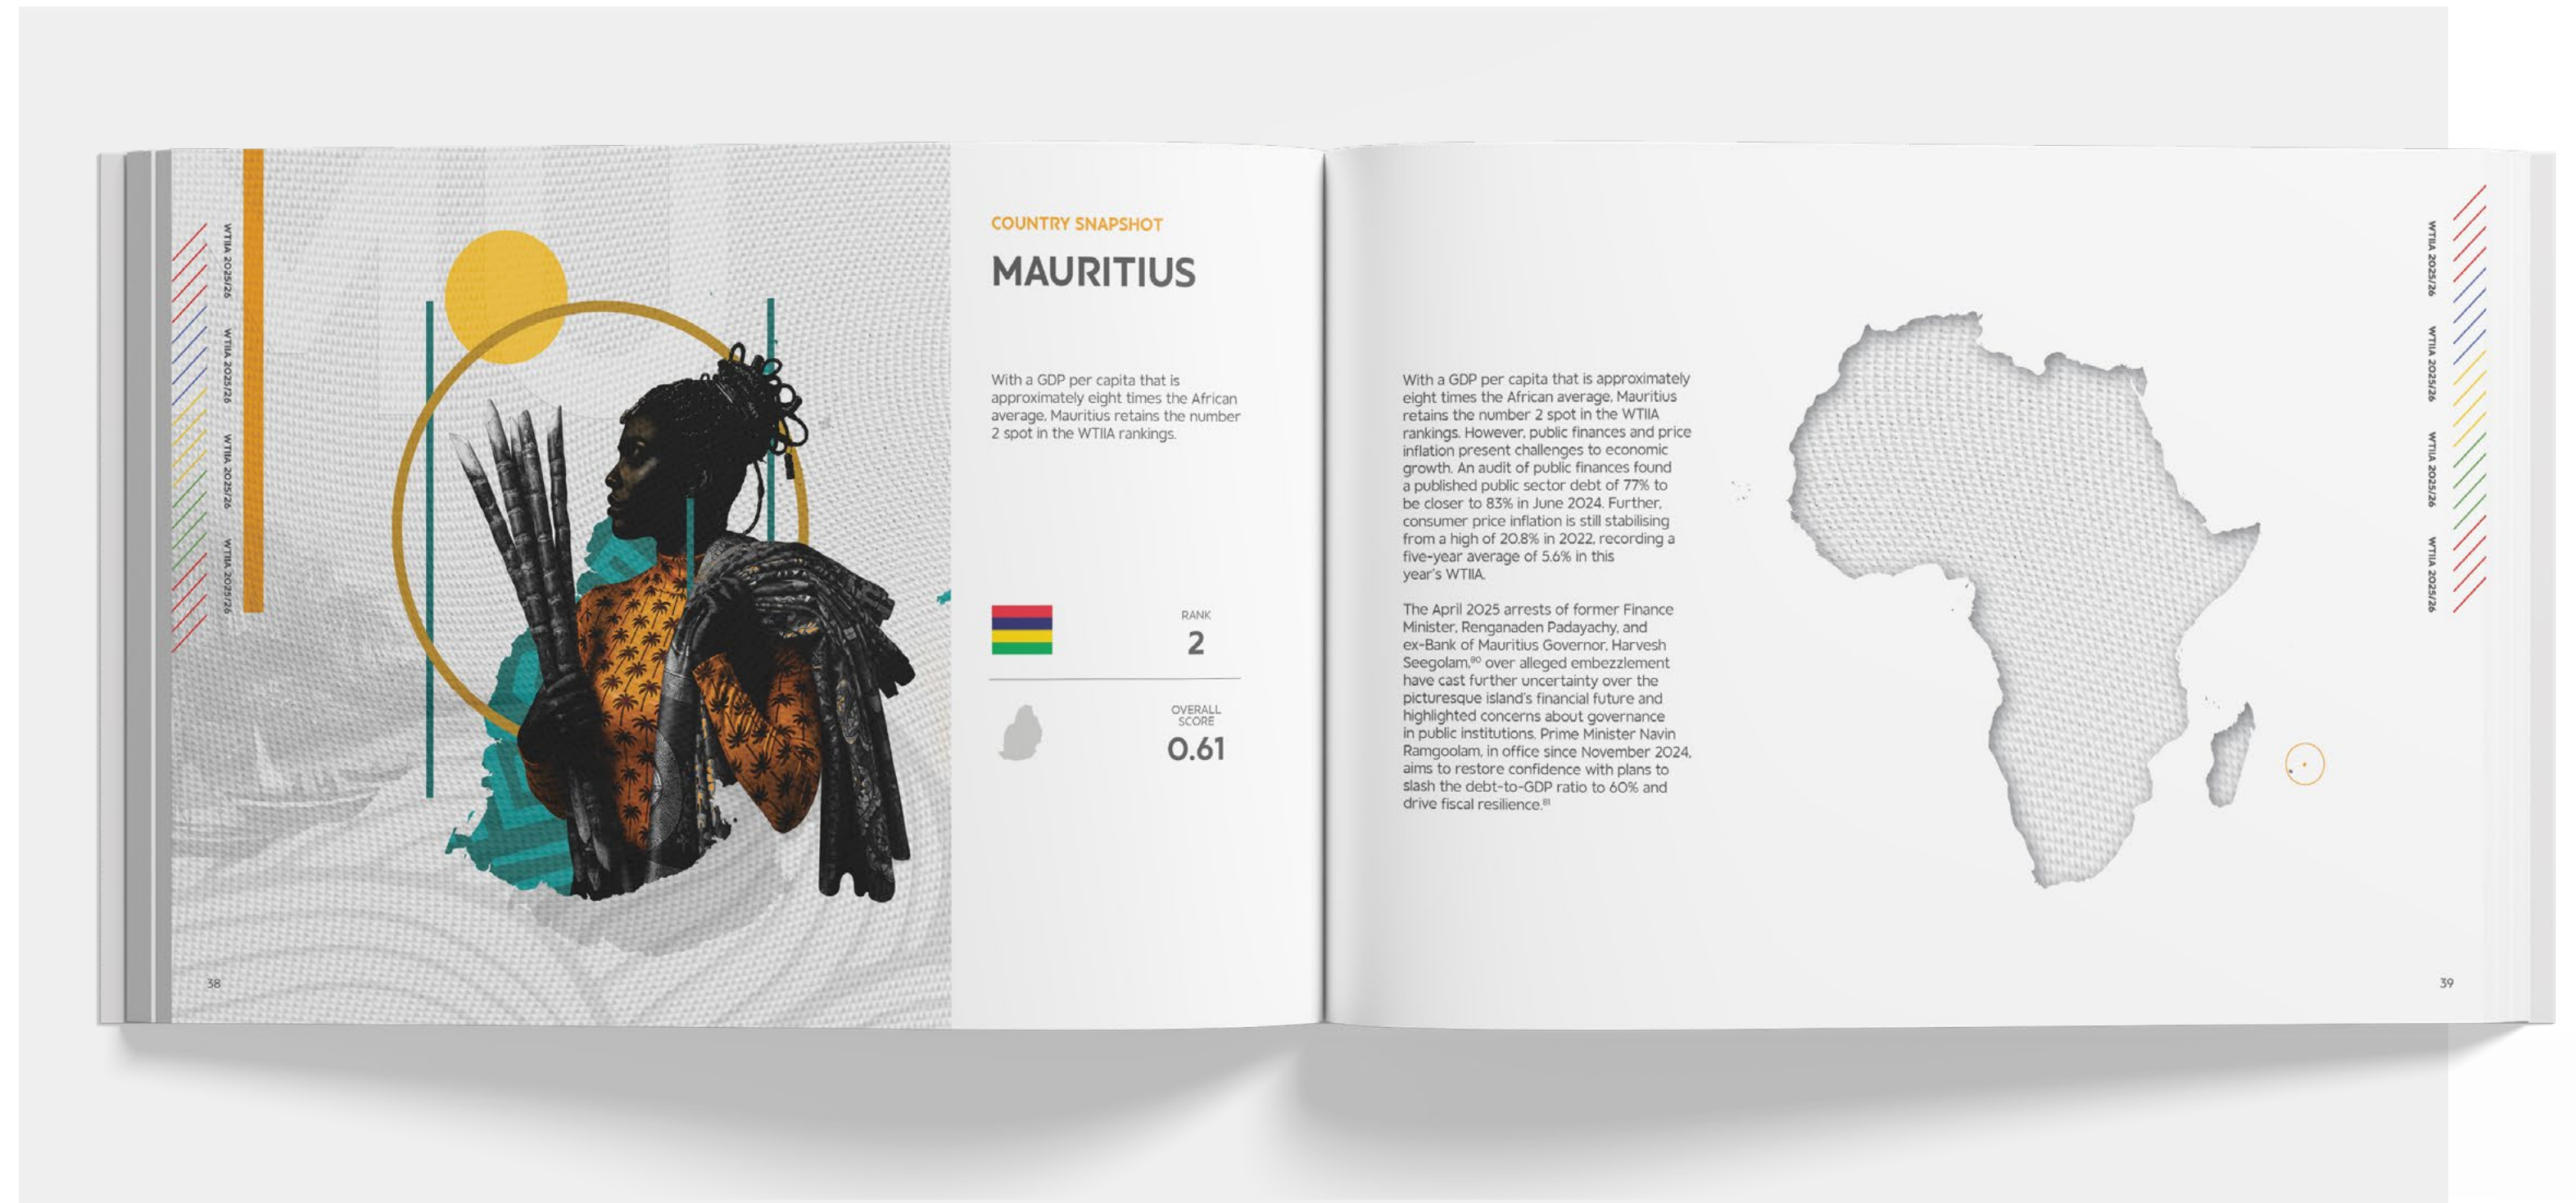 WTIIA 2025/26
WTIIA 2025/26
WTIIA 2025/26
WTIIA 2025/26
COUNTRY SNAPSHOT
MAURITIUS
With a GDP per capita that is
approximately eight times the African
average, Mauritius retains the number
2 spot in the WTIIA rankings.
RANK
2
OVERALL
SCORE
0.61
38
With a GDP per capita that is approximately
eight times the African average, Mauritius
retains the number 2 spot in the WTIIA
rankings. However, public finances and price
inflation present challenges to economic
growth. An audit of public finances found
a published public sector debt of 77% to
be closer to 83% in June 2024. Further,
consumer price inflation is still stabilising
from a high of 20.8% in 2022, recording a
five-year average of 5.6% in this
year's WTIIA.
The April 2025 arrests of former Finance
Minister, Renganaden Padayachy, and
ex-Bank of Mauritius Governor, Harvesh
Seegolam,⁸⁰ over alleged embezzlement
have cast further uncertainty over the
picturesque island's financial future and
highlighted concerns about governance
in public institutions. Prime Minister Navin
Ramgoolam, in office since November 2024,
aims to restore confidence with plans to
slash the debt-to-GDP ratio to 60% and
drive fiscal resilience.⁸¹
WTIIA 2025/26
WTIIA 2025/26
WTIIA 2025/26
WTIIA 2025/26
39